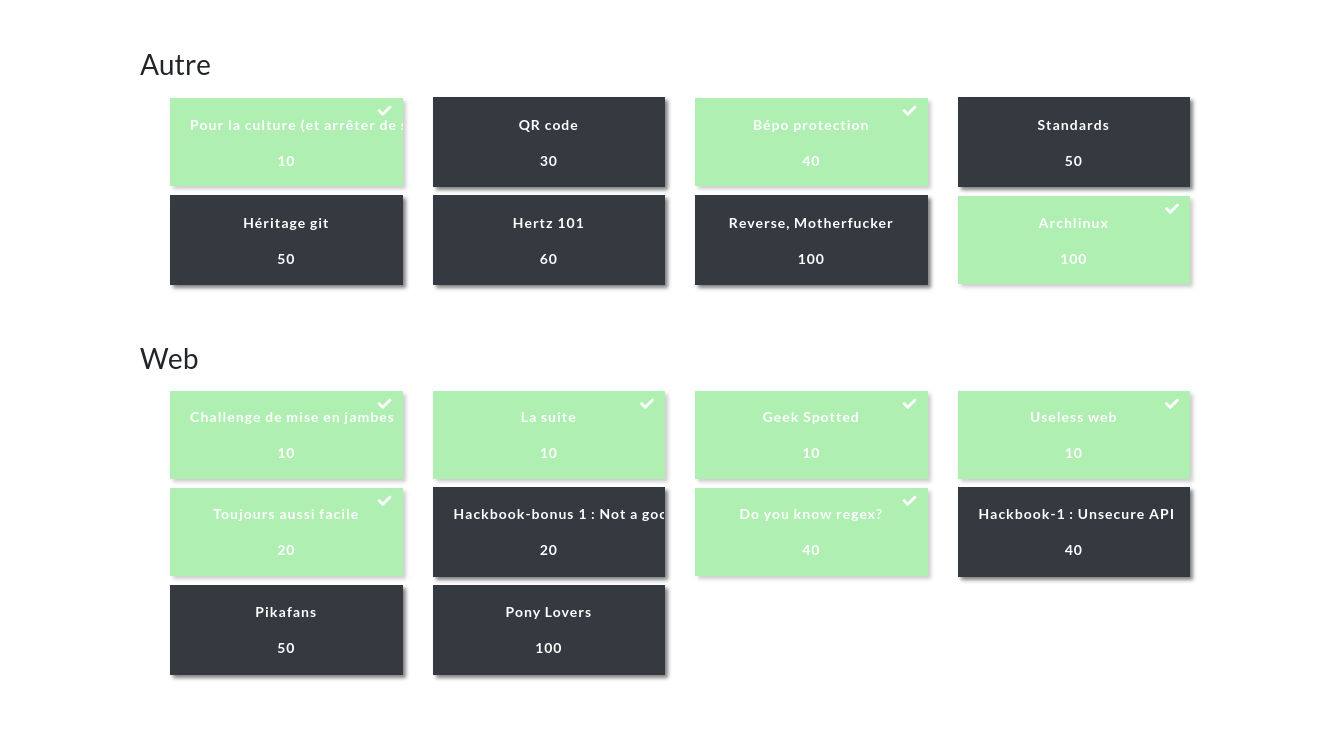 Autre
Pour la culture (et arrêter de
10
QR code
30
Bépo protection
40
Standards
50
Héritage git
50
Hertz 101
60
Reverse, Motherfucker
100
Archlinux
100
Web
Challenge de mise en jambes
10
La suite
10
Geek Spotted
10
Useless web
10
Toujours aussi facile
20
Hackbook-bonus 1 : Not a
20
Do you know regex?
40
Hackbook-1 : Unsecure API
40
Pikafans
50
Pony Lovers
100